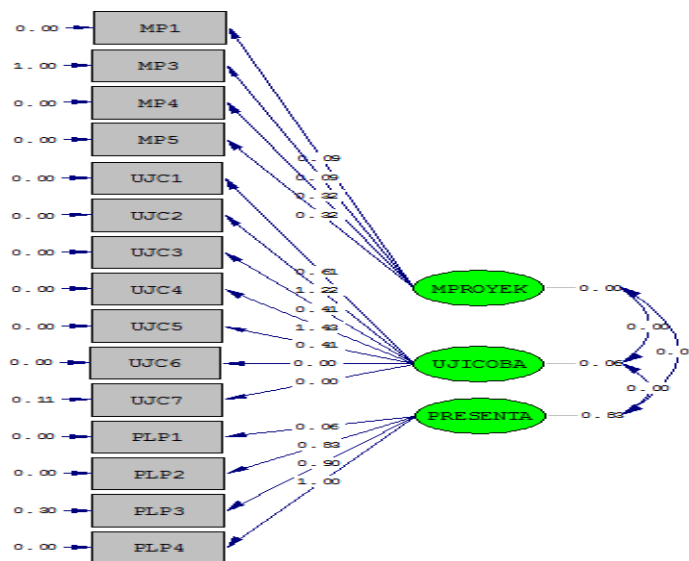 0.00 MP1
1.00 MP3
0.00 MP4
0.00 MP5
0.09
0.09
0.32
0.32
0.00 UJC1
0.00 UJC2
0.00 UJC3
0.00 UJC4
0.00 UJC5
0.00 UJC6
0.11 UJC7
0.61
1.22
0.41
1.43
0.41
0.00
0.00
0.00 PLP1
0.00 PLP2
0.30 PLP3
0.00 PLP4
0.06
0.83
0.90
1.00
MPROYEK 0.00
UJICOBA 0.06
PRESENTA 0.83
0.00
0.00